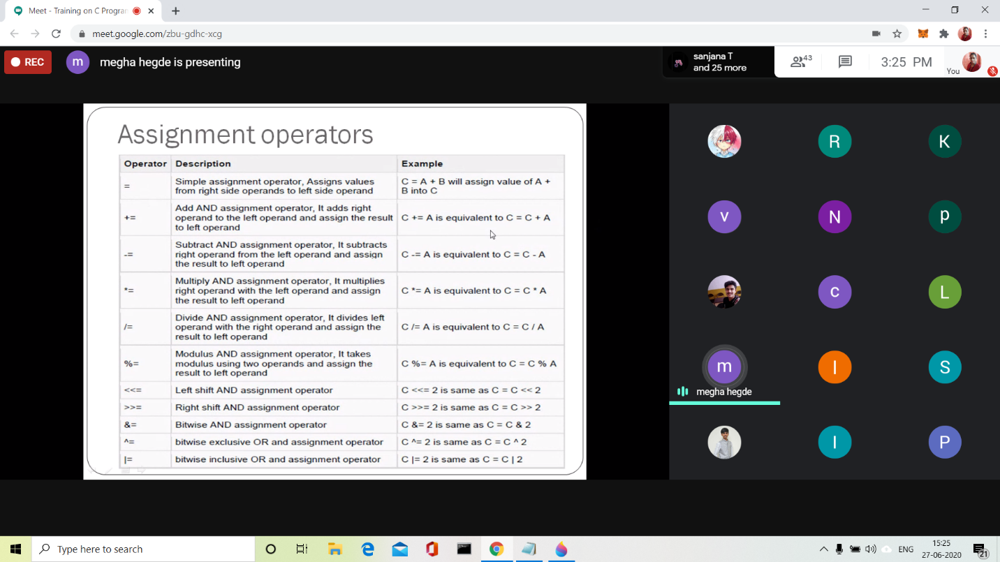 Meet - Training on C Progra
meet.google.com/zbu-gdhc-xcg
REC
m
megha hegde is presenting
sanjana T
and 25 more
43
3:25 PM
You
Assignment operators
Operator Description Example
= Simple assignment operator, Assigns values from right side operands to left side operand C = A + B will assign value of A + B into C
+= Add AND assignment operator, It adds right operand to the left operand and assign the result to left operand C += A is equivalent to C = C + A
-= Subtract AND assignment operator, It subtracts right operand from the left operand and assign the result to left operand C -= A is equivalent to C = C - A
*= Multiply AND assignment operator, It multiplies right operand with the left operand and assign the result to left operand C *= A is equivalent to C = C * A
/= Divide AND assignment operator, It divides left operand with the right operand and assign the result to left operand C /= A is equivalent to C = C / A
%= Modulus AND assignment operator, It takes modulus using two operands and assign the result to left operand C %= A is equivalent to C = C % A
<<= Left shift AND assignment operator C <<= 2 is same as C = C << 2
>>= Right shift AND assignment operator C >>= 2 is same as C = C >> 2
&= Bitwise AND assignment operator C &= 2 is same as C = C & 2
^= bitwise exclusive OR and assignment operator C ^= 2 is same as C = C ^ 2
|= bitwise inclusive OR and assignment operator C |= 2 is same as C = C | 2
R K
v N p
c L
m I S
megha hegde
I P
Type here to search
ENG
15:25
27-06-2020
21